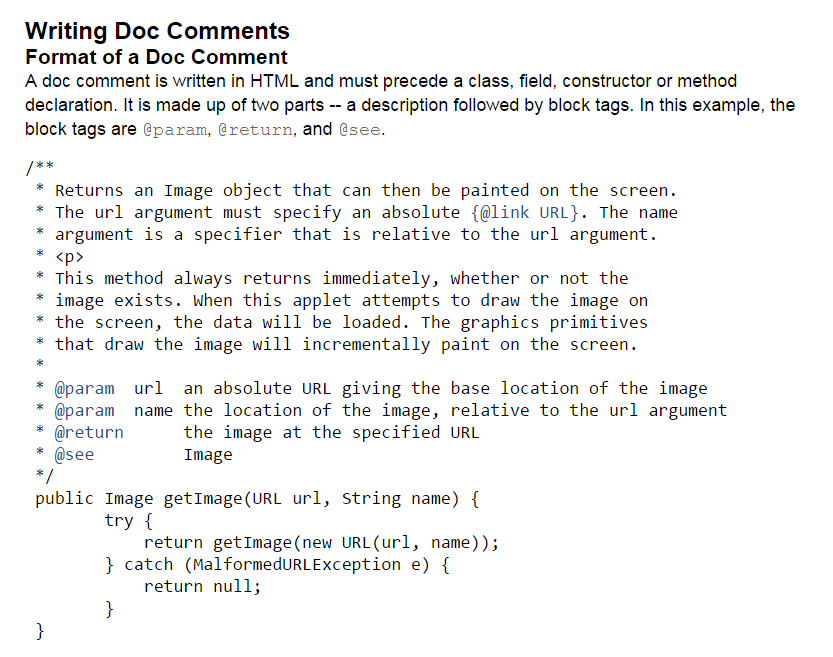 Writing Doc Comments
Format of a Doc Comment
A doc comment is written in HTML and must precede a class, field, constructor or method
declaration. It is made up of two parts -- a description followed by block tags. In this example, the
block tags are @param, @return, and @see.
/**
 * Returns an Image object that can then be painted on the screen.
 * The url argument must specify an absolute {@link URL}. The name
 * argument is a specifier that is relative to the url argument.
 * <p>
 * This method always returns immediately, whether or not the
 * image exists. When this applet attempts to draw the image on
 * the screen, the data will be loaded. The graphics primitives
 * that draw the image will incrementally paint on the screen.
 *
 * @param  url  an absolute URL giving the base location of the image
 * @param  name the location of the image, relative to the url argument
 * @return      the image at the specified URL
 * @see         Image
 */
 public Image getImage(URL url, String name) {
        try {
            return getImage(new URL(url, name));
        } catch (MalformedURLException e) {
            return null;
        }
 }